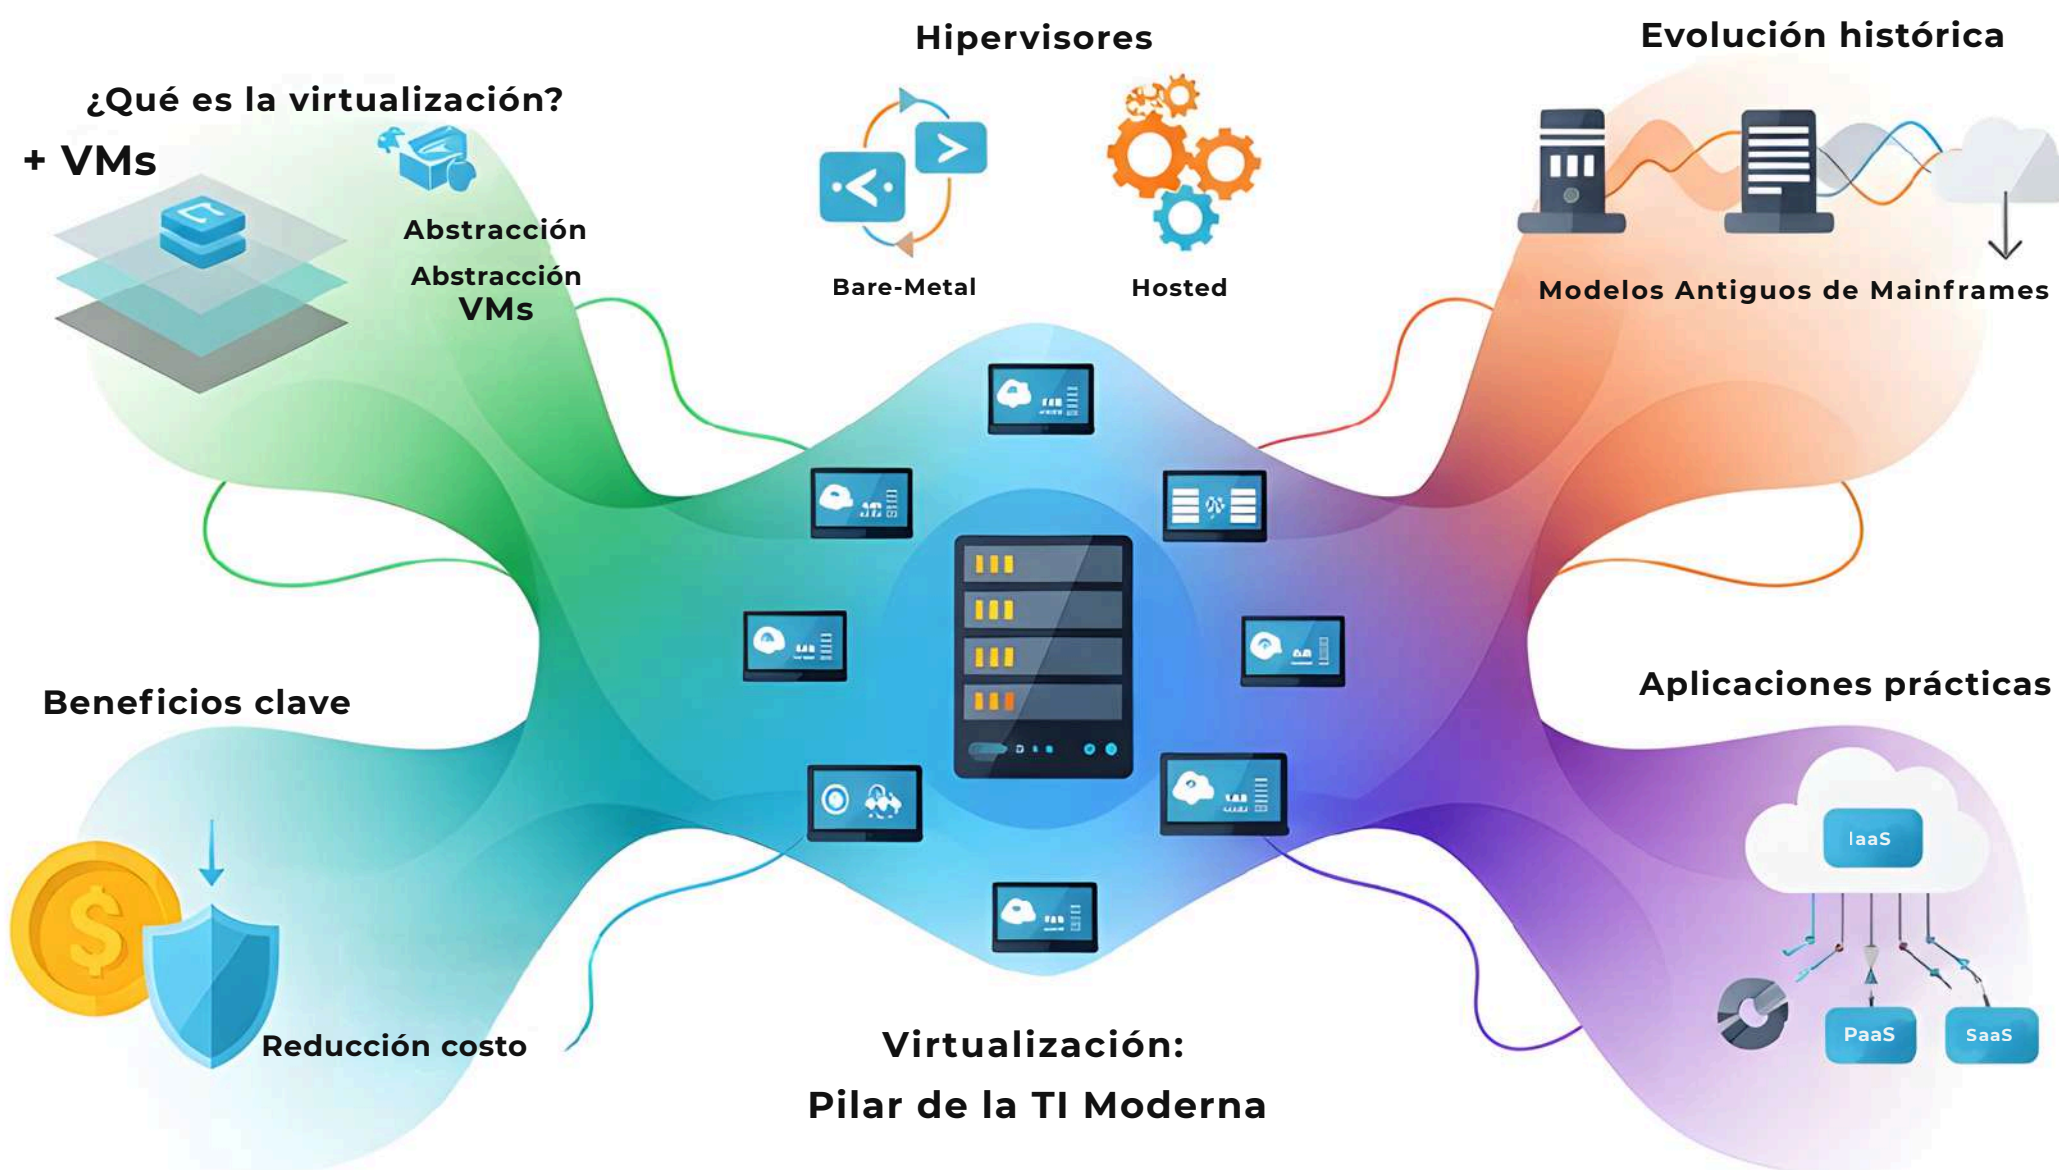 Hipervisores
Evolución histórica
¿Qué es la virtualización?
+ VMs
Abstracción
Abstracción
VMs
Bare-Metal
Hosted
Modelos Antiguos de Mainframes
Beneficios clave
Aplicaciones prácticas
IaaS
PaaS
SaaS
Reducción costo
Virtualización:
Pilar de la TI Moderna